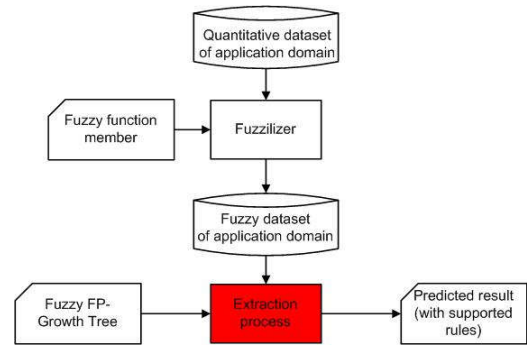 Quantitative dataset
of application domain
Fuzzy function
member
Fuzzilizer
Fuzzy dataset
of application domain
Fuzzy FP-
Growth Tree
Extraction
process
Predicted result
(with supported
rules)